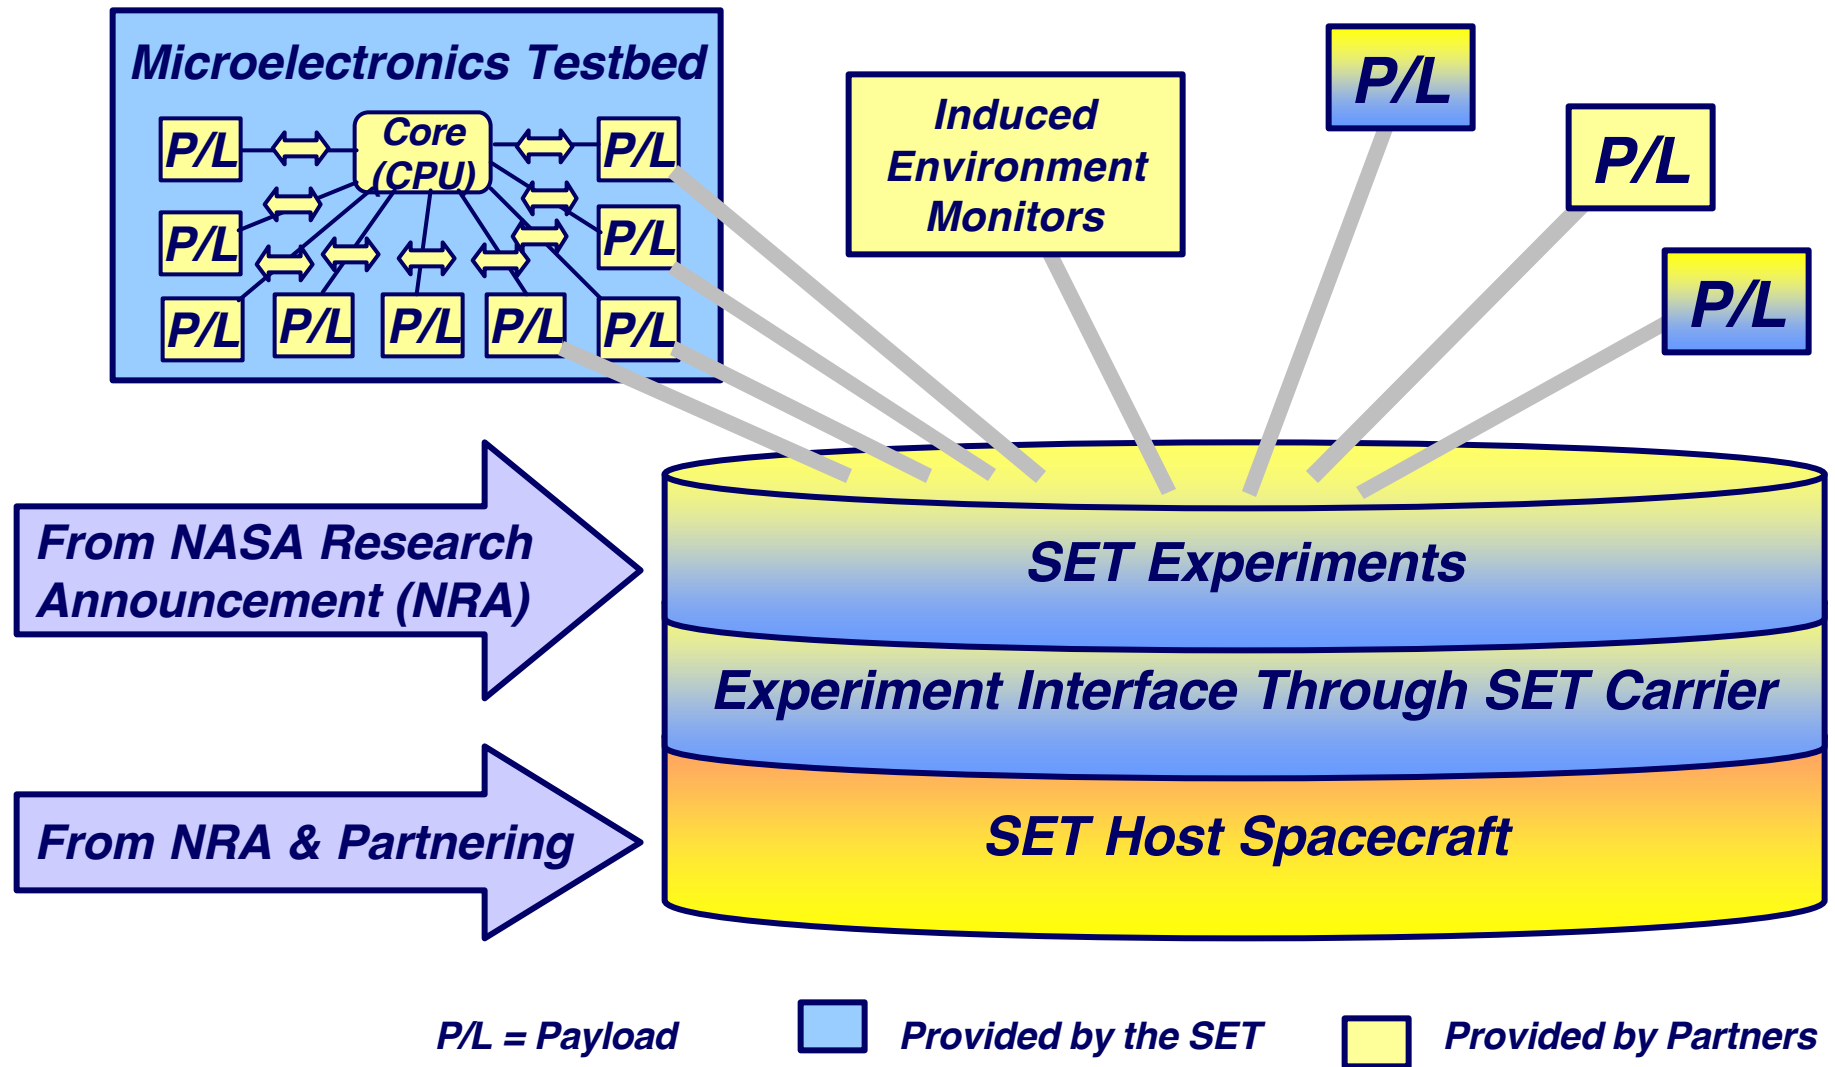 Microelectronics Testbed
P/L
Core
(CPU)
P/L
P/L
P/L
P/L
P/L
P/L
P/L
P/L
Induced
Environment
Monitors
P/L
P/L
P/L
From NASA Research
Announcement (NRA)
SET Experiments
Experiment Interface Through SET Carrier
From NRA & Partnering
SET Host Spacecraft
P/L = Payload
Provided by the SET
Provided by Partners